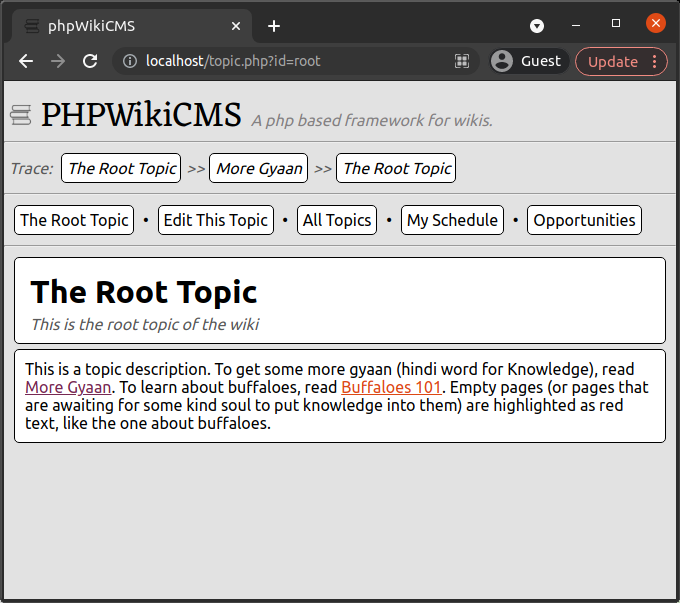 phpWikiCMS
localhost/topic.php?id=root
Guest
Update
PHPWikiCMS A php based framework for wikis.
Trace: The Root Topic >> More Gyaan >> The Root Topic
The Root Topic • Edit This Topic • All Topics • My Schedule • Opportunities
The Root Topic
This is the root topic of the wiki
This is a topic description. To get some more gyaan (hindi word for Knowledge), read
More Gyaan. To learn about buffaloes, read Buffaloes 101. Empty pages (or pages that
are awaiting for some kind soul to put knowledge into them) are highlighted as red
text, like the one about buffaloes.